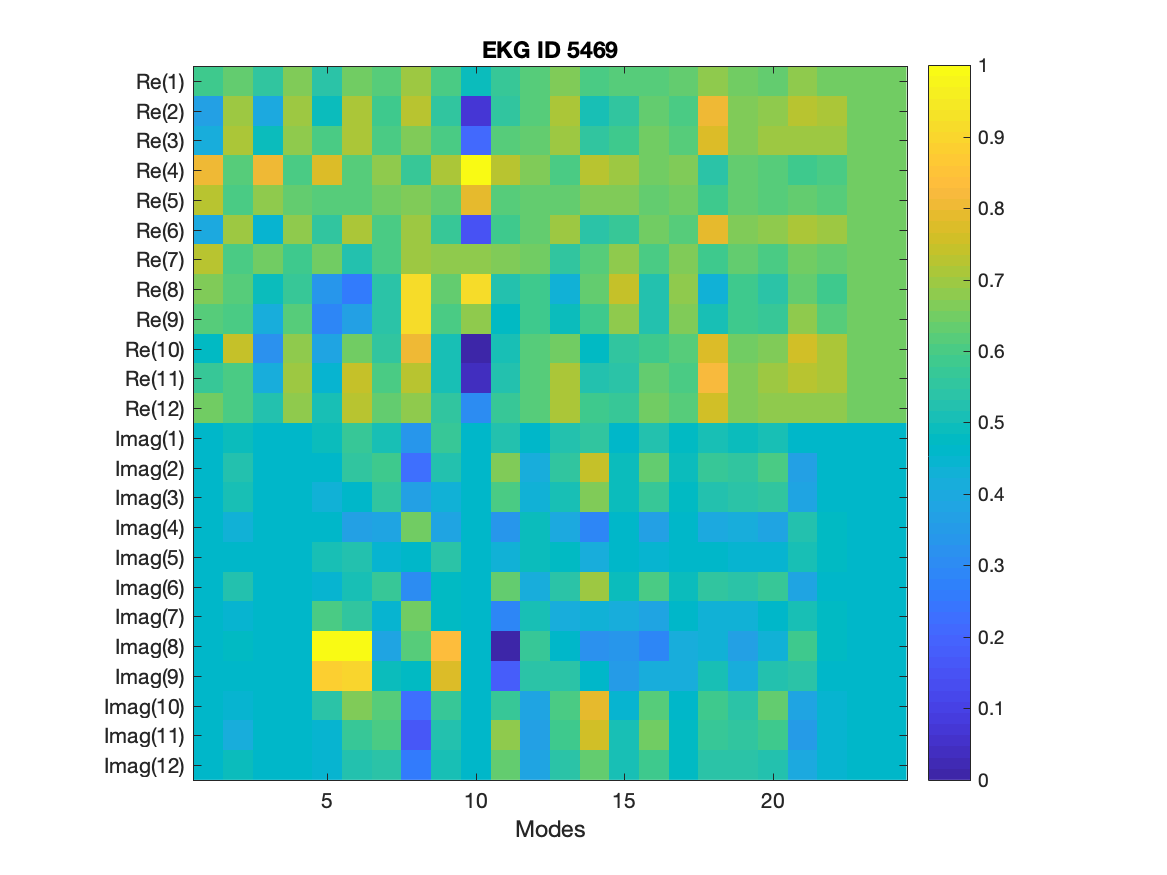 EKG ID 5469
Re(1)
Re(2)
Re(3)
Re(4)
Re(5)
Re(6)
Re(7)
Re(8)
Re(9)
Re(10)
Re(11)
Re(12)
Imag(1)
Imag(2)
Imag(3)
Imag(4)
Imag(5)
Imag(6)
Imag(7)
Imag(8)
Imag(9)
Imag(10)
Imag(11)
Imag(12)
5 10 15 20
Modes
1
0.9
0.8
0.7
0.6
0.5
0.4
0.3
0.2
0.1
0